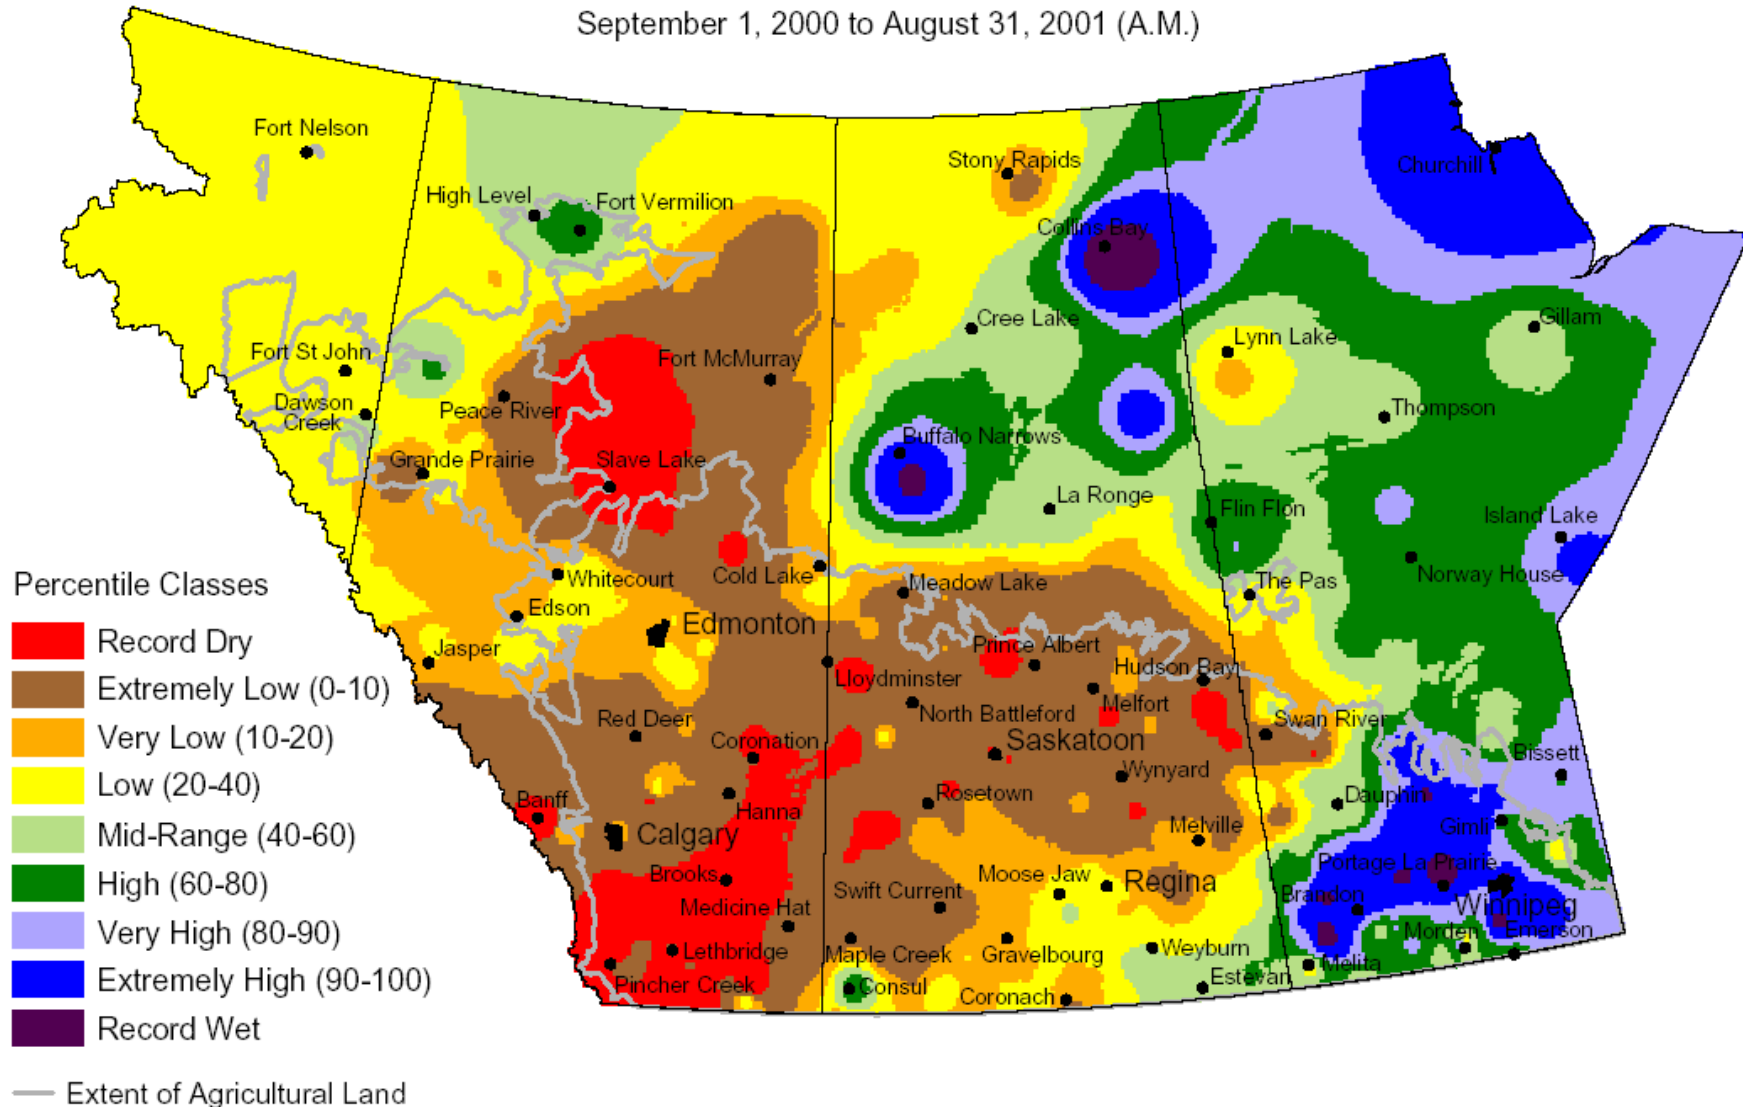 September 1, 2000 to August 31, 2001 (A.M.)
Fort Nelson
Stony Rapids
Churchill
High Level
Fort Vermilion
Collins Bay
Cree Lake
Gillam
Lynn Lake
Fort St John
Fort McMurray
Dawson
Creek
Peace River
Thompson
Buffalo Narrows
Grande Prairie
Slave Lake
La Ronge
Flin Flon
Island Lake
Whitecourt
Cold Lake
Meadow Lake
The Pas
Norway House
Edson
Edmonton
Jasper
Prince Albert
Hudson Bay
Lloydminster
Melfort
North Battleford
Red Deer
Swan River
Coronation
Saskatoon
Bissett
Wynyard
Banff
Hanna
Rosetown
Dauphin
Calgary
Melville
Gimli
Brooks
Moose Jaw
Regina
Portage La Prairie
Swift Current
Brandon
Medicine Hat
Winnipeg
Lethbridge
Maple Creek
Gravelbourg
Weyburn
Morden
Emerson
Pincher Creek
Consul
Coronach
Estevan
Melita
Percentile Classes
Record Dry
Extremely Low (0-10)
Very Low (10-20)
Low (20-40)
Mid-Range (40-60)
High (60-80)
Very High (80-90)
Extremely High (90-100)
Record Wet
Extent of Agricultural Land